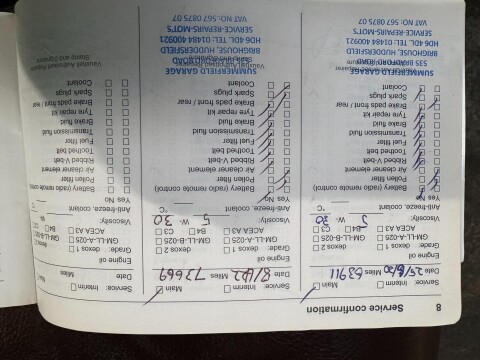 8
Service confirmation
Service: Interim Main
Date 25/8/20 Miles 63911
Engine oil
Grade: dexos 1 dexos 2
GM-LL-A-025 GM-LL-B-025
ACEA A3 B4 C3
Viscosity: 5 W 30
Anti-freeze, coolant °C
Yes No
Battery (radio remote control)
Pollen filter
Air cleaner element
Ribbed V-belt
Toothed belt
Fuel filter
Transmission fluid
Brake fluid
Tyre repair kit
Brake pads front / rear
Spark plugs
Coolant
SUMMERFIELD GARAGE
535 BRADFORD ROAD
BRIGHOUSE, HUDDERSFIELD
HD6 4DL TEL: 01484 400921
SERVICE-REPAIRS-MOT'S
VAT NO: 567 0875 07
Service: Interim Main
Date 8/1/22 Miles 73669
Engine oil
Grade: dexos 1 dexos 2
GM-LL-A-025 GM-LL-B-025
ACEA A3 B4 C3
Viscosity: 5 W 30
Anti-freeze, coolant °C
Yes No
Battery (radio remote control)
Pollen filter
Air cleaner element
Ribbed V-belt
Toothed belt
Fuel filter
Transmission fluid
Brake fluid
Tyre repair kit
Brake pads front / rear
Spark plugs
Coolant
SUMMERFIELD GARAGE
BRIGHOUSE, HUDDERSFIELD
HD6 4DL TEL: 01484 400921
SERVICE-REPAIRS-MOT'S
VAT NO: 567 0875 07
Service: Interim
Date Miles
Engine oil
Grade: dexos 1
GM-LL-A-025
ACEA A3
Viscosity: W
Anti-freeze, coolant
Yes No
Battery (radio remote
Pollen filter
Air cleaner element
Ribbed V-belt
Toothed belt
Fuel filter
Transmission fluid
Brake fluid
Tyre repair kit
Brake pads front / rear
Spark plugs
Coolant
Vauxhall Authorised Repairer
Stamp and Signature